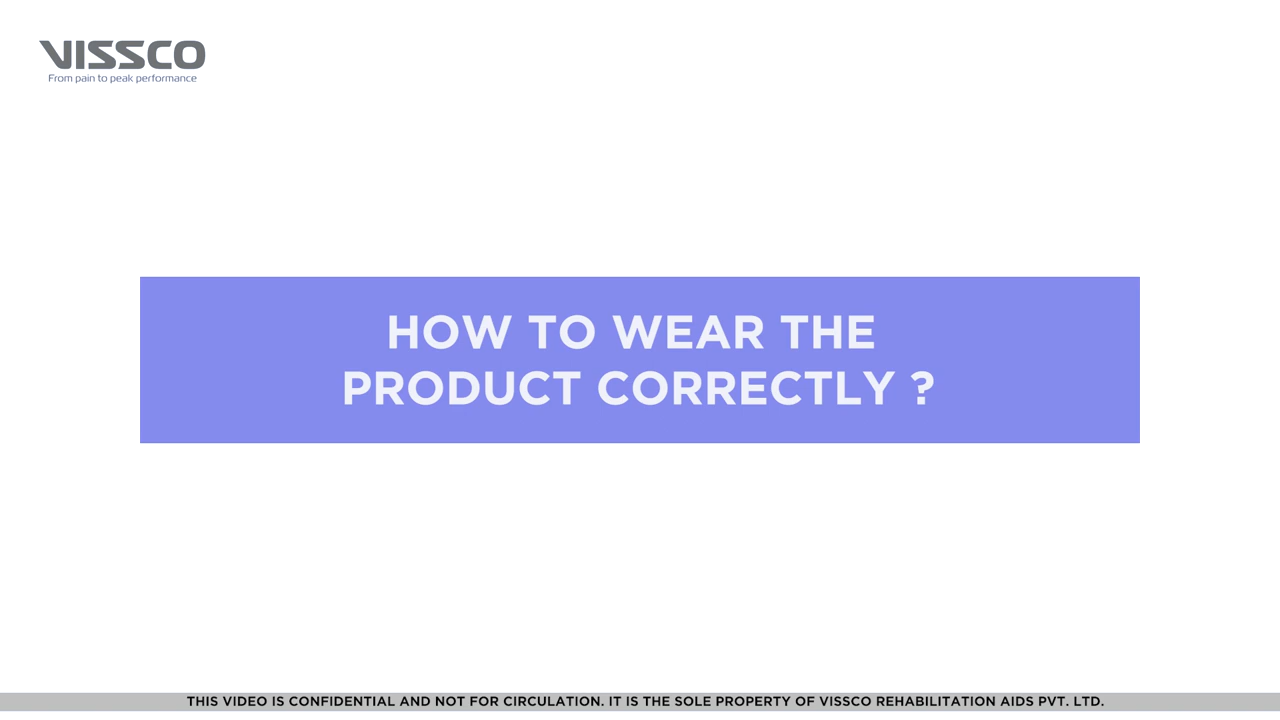 VISSCO
From pain to peak performance
HOW TO WEAR THE
PRODUCT CORRECTLY ?
THIS VIDEO IS CONFIDENTIAL AND NOT FOR CIRCULATION. IT IS THE SOLE PROPERTY OF VISSCO REHABILITATION AIDS PVT. LTD.